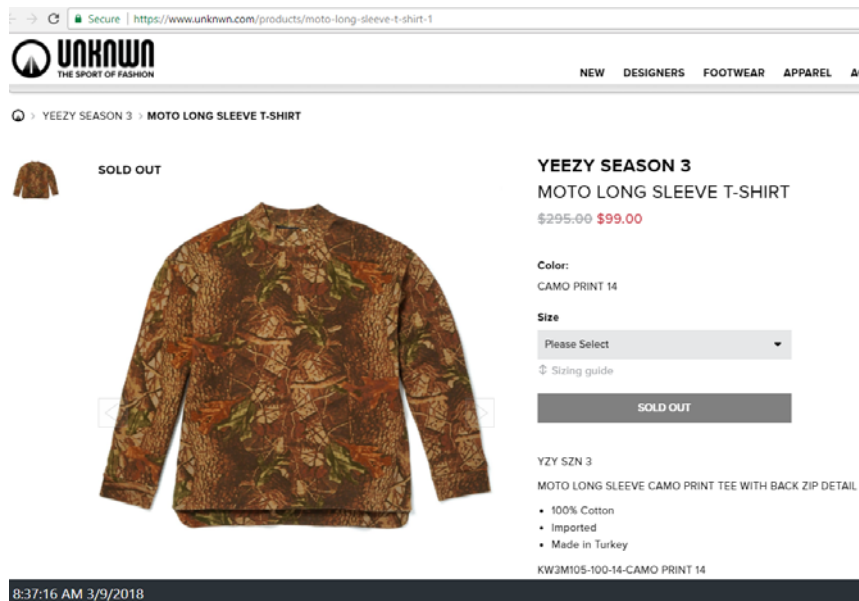 Secure | https://www.unknwn.com/products/moto-long-sleeve-t-shirt-1
UNKNWN
THE SPORT OF FASHION
NEW DESIGNERS FOOTWEAR APPAREL
> YEEZY SEASON 3 > MOTO LONG SLEEVE T-SHIRT
SOLD OUT
YEEZY SEASON 3
MOTO LONG SLEEVE T-SHIRT
$295.00 $99.00
Color:
CAMO PRINT 14
Size
Please Select
Sizing guide
SOLD OUT
YZY SZN 3
MOTO LONG SLEEVE CAMO PRINT TEE WITH BACK ZIP DETAIL
• 100% Cotton
• Imported
• Made in Turkey
KW3M105-100-14-CAMO PRINT 14
8:37:16 AM 3/9/2018